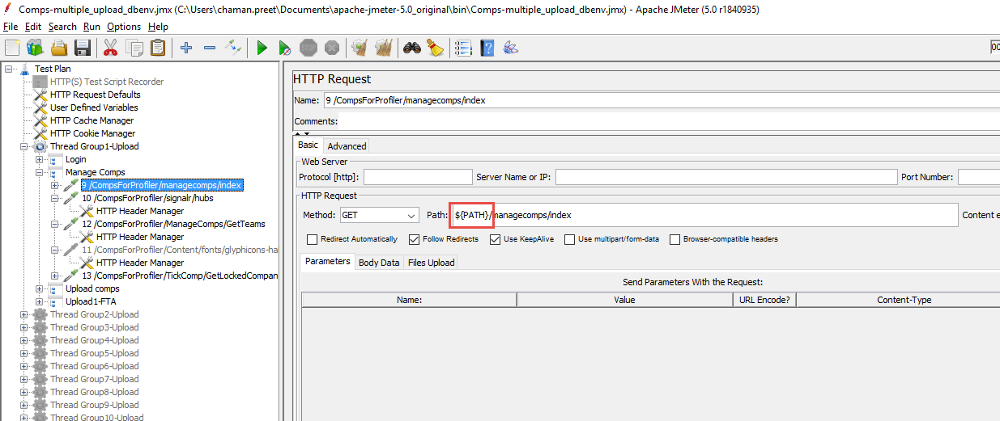 Comps-multiple_upload_dbenv.jmx (C:\Users\chaman.preet\Documents\apache-jmeter-5.0_original\bin\Comps-multiple_upload_dbenv.jmx) - Apache JMeter (5.0 r1840935)
File Edit Search Run Options Help
00
Test Plan
HTTP(S) Test Script Recorder
HTTP Request Defaults
User Defined Variables
HTTP Cache Manager
HTTP Cookie Manager
Thread Group1-Upload
Login
Manage Comps
9 /CompsForProfiler/managecomps/index
10 /CompsForProfiler/signalr/hubs
HTTP Header Manager
12 /CompsForProfiler/ManageComps/GetTeams
HTTP Header Manager
11 /CompsForProfiler/Content/fonts/glyphicons-ha
HTTP Header Manager
13 /CompsForProfiler/TickComp/GetLockedCompan
Upload comps
Upload1-FTA
Thread Group2-Upload
Thread Group3-Upload
Thread Group4-Upload
Thread Group5-Upload
Thread Group6-Upload
Thread Group7-Upload
Thread Group8-Upload
Thread Group9-Upload
Thread Group10-Upload
HTTP Request
Name: 9 /CompsForProfiler/managecomps/index
Comments:
Basic Advanced
Web Server
Protocol [http]: Server Name or IP: Port Number:
HTTP Request
Method: GET Path: ${PATH}/managecomps/index Content e
Redirect Automatically Follow Redirects Use KeepAlive Use multipart/form-data Browser-compatible headers
Parameters Body Data Files Upload
Send Parameters With the Request:
Name: Value URL Encode? Content-Type